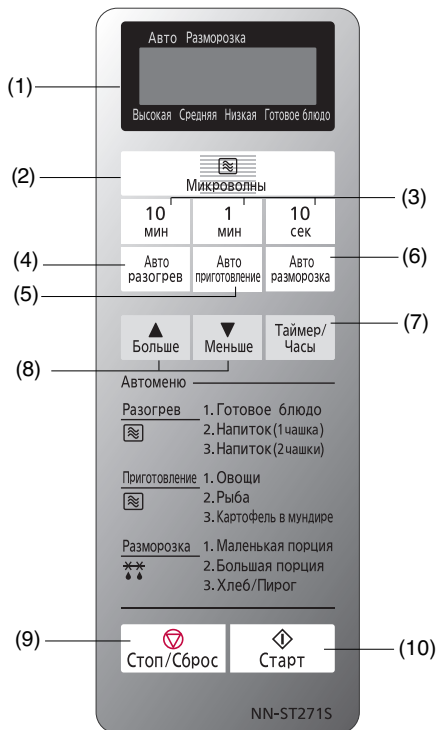 Авто Разморозка
(1)
Высокая Средняя Низкая Готовое блюдо
(2)
Микроволны
(3)
10 мин
1 мин
10 сек
(4)
Авто разогрев
Авто приготовление
Авто разморозка
(6)
(5)
(7)
Больше
Меньше
Таймер/Часы
(8)
Автоменю
Разогрев 1. Готовое блюдо
2. Напиток (1 чашка)
3. Напиток (2 чашки)
Приготовление 1. Овощи
2. Рыба
3. Картофель в мундире
Разморозка 1. Маленькая порция
2. Большая порция
3. Хлеб/Пирог
(9)
Стоп/Сброс
Старт
(10)
NN-ST271S